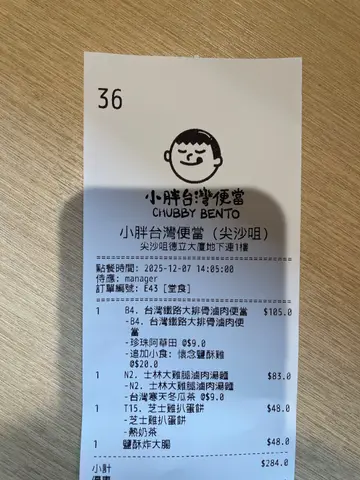 36
小胖台灣便當
CHUBBY BENTO
小胖台灣便當 (尖沙咀)
尖沙咀德立大廈地下連1樓
點餐時間: 2025-12-07 14:05:00
侍應: manager
訂單編號: E43 [堂食]
1 B4. 台灣鐵路大排骨滷肉便當 $105.0
-B4. 台灣鐵路大排骨滷肉便
當
-珍珠阿華田 @$9.0
-追加小食: 懷念鹽酥雞
@$20.0
1 N2. 士林大雞腿滷肉湯麵 $83.0
-N2. 士林大雞腿滷肉湯麵
-台灣寒天冬瓜茶 @$9.0
1 T15. 芝士雞扒蛋餅 $48.0
-芝士雞扒蛋餅
-熱奶茶
1 鹽酥炸大腸 $48.0
小計 $284.0